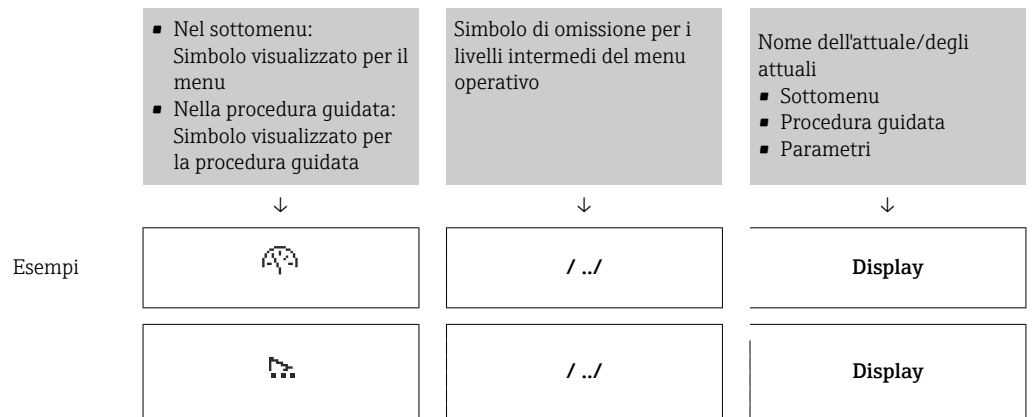 ▪ Nel sottomenu:
Simbolo visualizzato per il
menu
▪ Nella procedura guidata:
Simbolo visualizzato per
la procedura guidata
Simbolo di omissione per i
livelli intermedi del menu
operativo
Nome dell'attuale/degli
attuali
▪ Sottomenu
▪ Procedura guidata
▪ Parametri
↓ ↓ ↓
Esempi / ../ Display
/ ../ Display